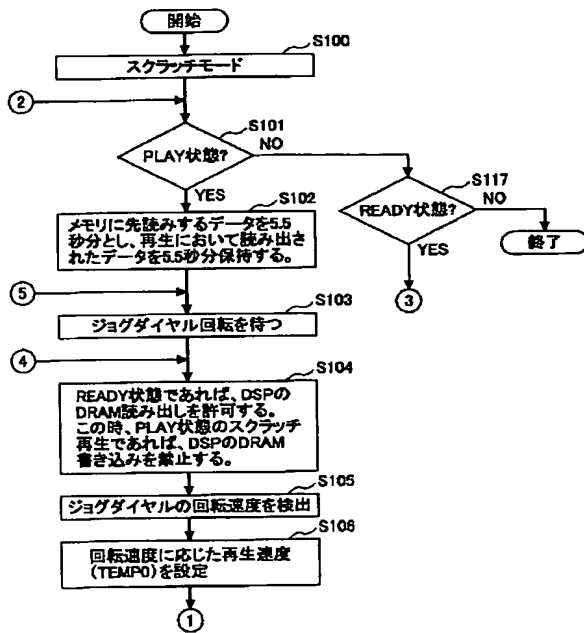 開始
S100
スクラッチモード
②
S101
PLAY状態?
NO
YES
S117
READY状態?
NO
YES
終了
③
S102
メモリに先読みするデータを5.5
秒分とし、再生において読み出さ
れたデータを5.5秒分保持する。
⑤
S103
ジョグダイヤル回転を待つ
④
S104
READY状態であれば、DSPの
DRAM読み出しを許可する。
この時、PLAY状態のスクラッチ
再生であれば、DSPのDRAM
書き込みを禁止する。
S105
ジョグダイヤルの回転速度を検出
S106
回転速度に応じた再生速度
(TEMPO)を設定
①